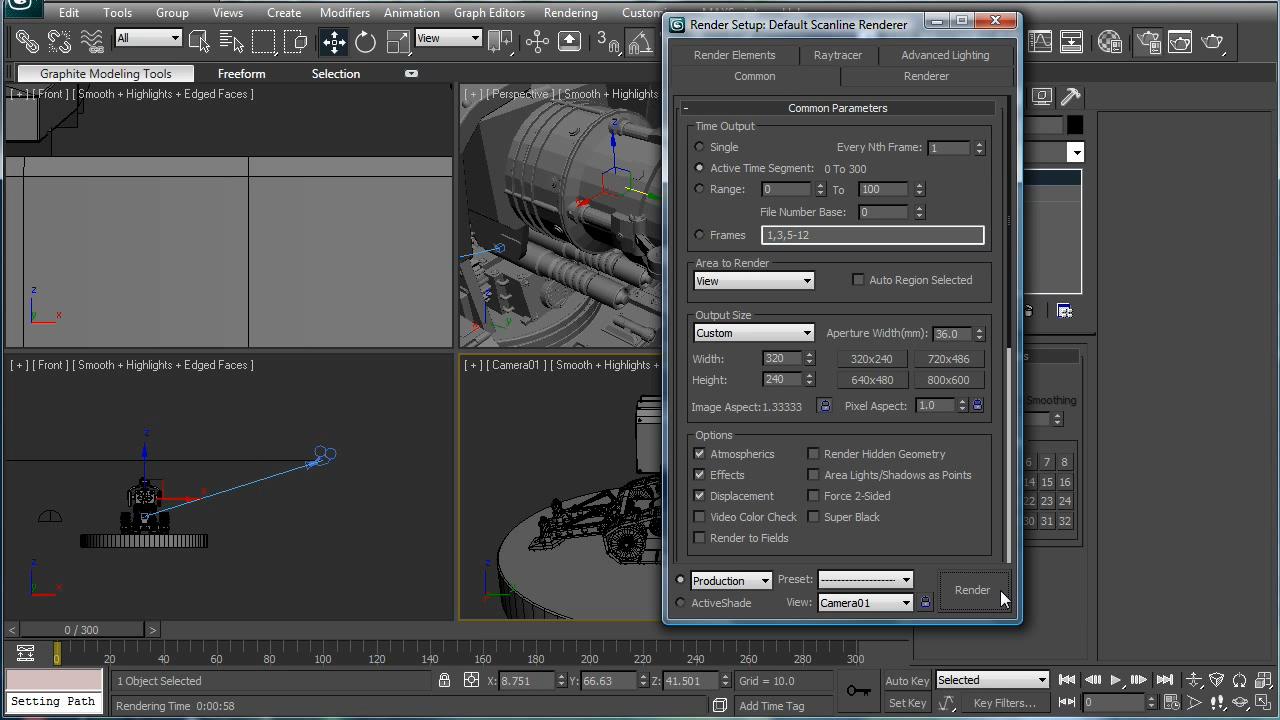 Tools Group Views Create Modifiers Animation Graph Editors Rendering
Render Setup: Default Scanline Renderer
All
View
3
Graphite Modeling Tools Freeform Selection
Render Elements Raytracer Advanced Lighting
Common Renderer
[ + ] [ Front ] [ Smooth + Highlights + Edged Faces ]
[ + ] [ Perspective ] [ Smooth + Highlights
- Common Parameters
Time Output
Single Every Nth Frame: 1
Active Time Segment: 0 To 300
Range: 0 To 100
File Number Base: 0
Frames 1,3,5-12
Area to Render
View Auto Region Selected
Output Size
Custom Aperture Width(mm): 36.0
Width: 320 320x240 720x486
Height: 240 640x480 800x600
Image Aspect: 1.33333 Pixel Aspect: 1.0
Options
Atmospherics Render Hidden Geometry
Effects Area Lights/Shadows as Points
Displacement Force 2-Sided
Video Color Check Super Black
Render to Fields
Production Preset: --------------------
ActiveShade View: Camera01
Render
z
x
y
z
x
y
[ + ] [ Front ] [ Smooth + Highlights + Edged Faces ]
[ + ] [ Camera01 ] [ Smooth + Highlights
z
x
z
x
y
z
y
Smoothing
6 7 8
14 15 16
22 23 24
30 31 32
< 0 / 300 >
0 20 40 60 80 100 120 140 160 180 200 220 240 260 280 300
1 Object Selected X: 8.751 Y: 66.63 Z: 41.501 Grid = 10.0 Auto Key Selected
Setting Path Rendering Time 0:00:58 Add Time Tag Set Key Key Filters... 0